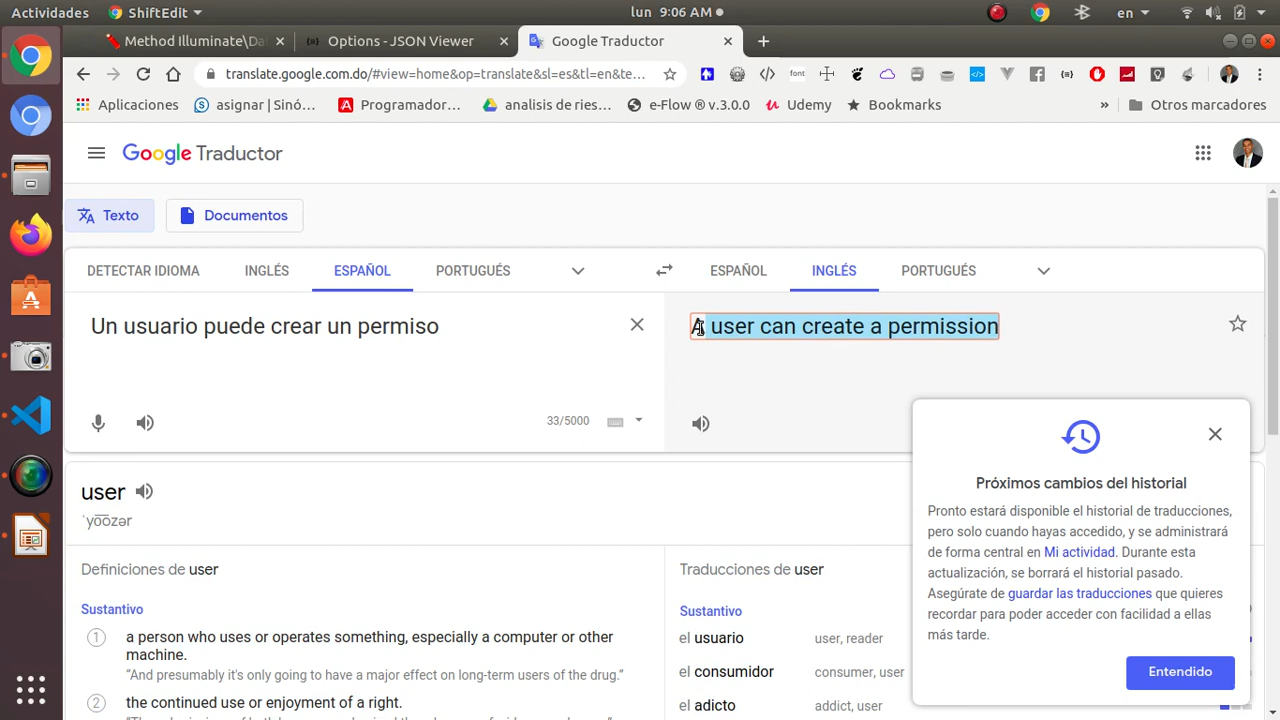 Actividades
ShiftEdit
lun 9:06 AM
en
Method Illuminate\Da
Options - JSON Viewer
Google Traductor
translate.google.com.do/#view=home&op=translate&sl=es&tl=en&te...
font
Aplicaciones
asignar | Sinó...
Programador...
analisis de ries...
e-Flow ® v.3.0.0
Udemy
Bookmarks
»
Otros marcadores
Google Traductor
Texto
Documentos
DETECTAR IDIOMA
INGLÉS
ESPAÑOL
PORTUGUÉS
ESPAÑOL
INGLÉS
PORTUGUÉS
Un usuario puede crear un permiso
A user can create a permission
33/5000
user
ˈyo͞ozər
Definiciones de user
Sustantivo
1 a person who uses or operates something, especially a computer or other
machine.
“And presumably it's only going to have a major effect on long-term users of the drug.”
2 the continued use or enjoyment of a right.
Traducciones de user
Sustantivo
el usuario user, reader
el consumidor consumer, user
el adicto addict, user
Próximos cambios del historial
Pronto estará disponible el historial de traducciones,
pero solo cuando hayas accedido, y se administrará
de forma central en Mi actividad. Durante esta
actualización, se borrará el historial pasado.
Asegúrate de guardar las traducciones que quieres
recordar para poder acceder con facilidad a ellas
más tarde.
Entendido